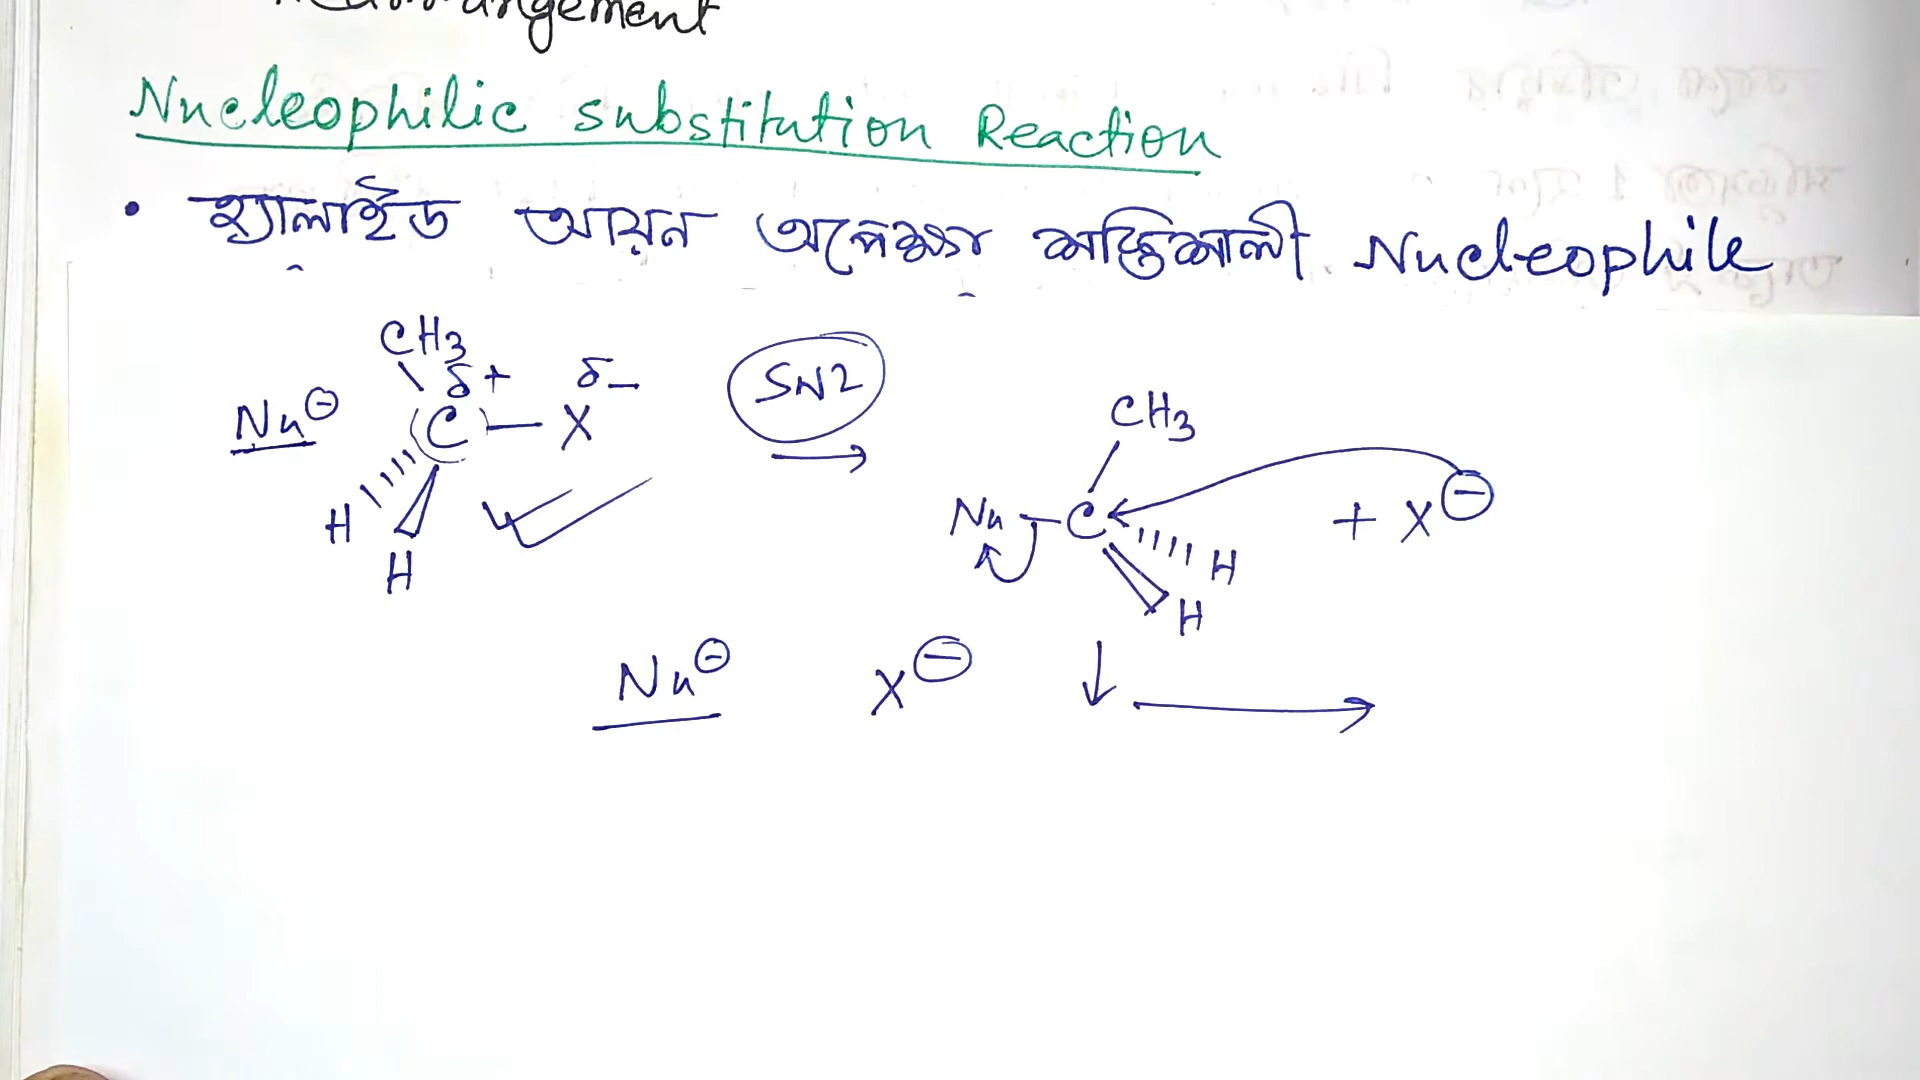 Nucleophilic substitution Reaction
• হ্যালাইড আয়ন অপেক্ষা শক্তিশালী Nucleophile
CH3
δ+ δ-
Nu⊖ C - X
H
H
SN2
→
CH3
Nu - C + X⊖
H
H
Nu⊖ X⊖ ↓ →